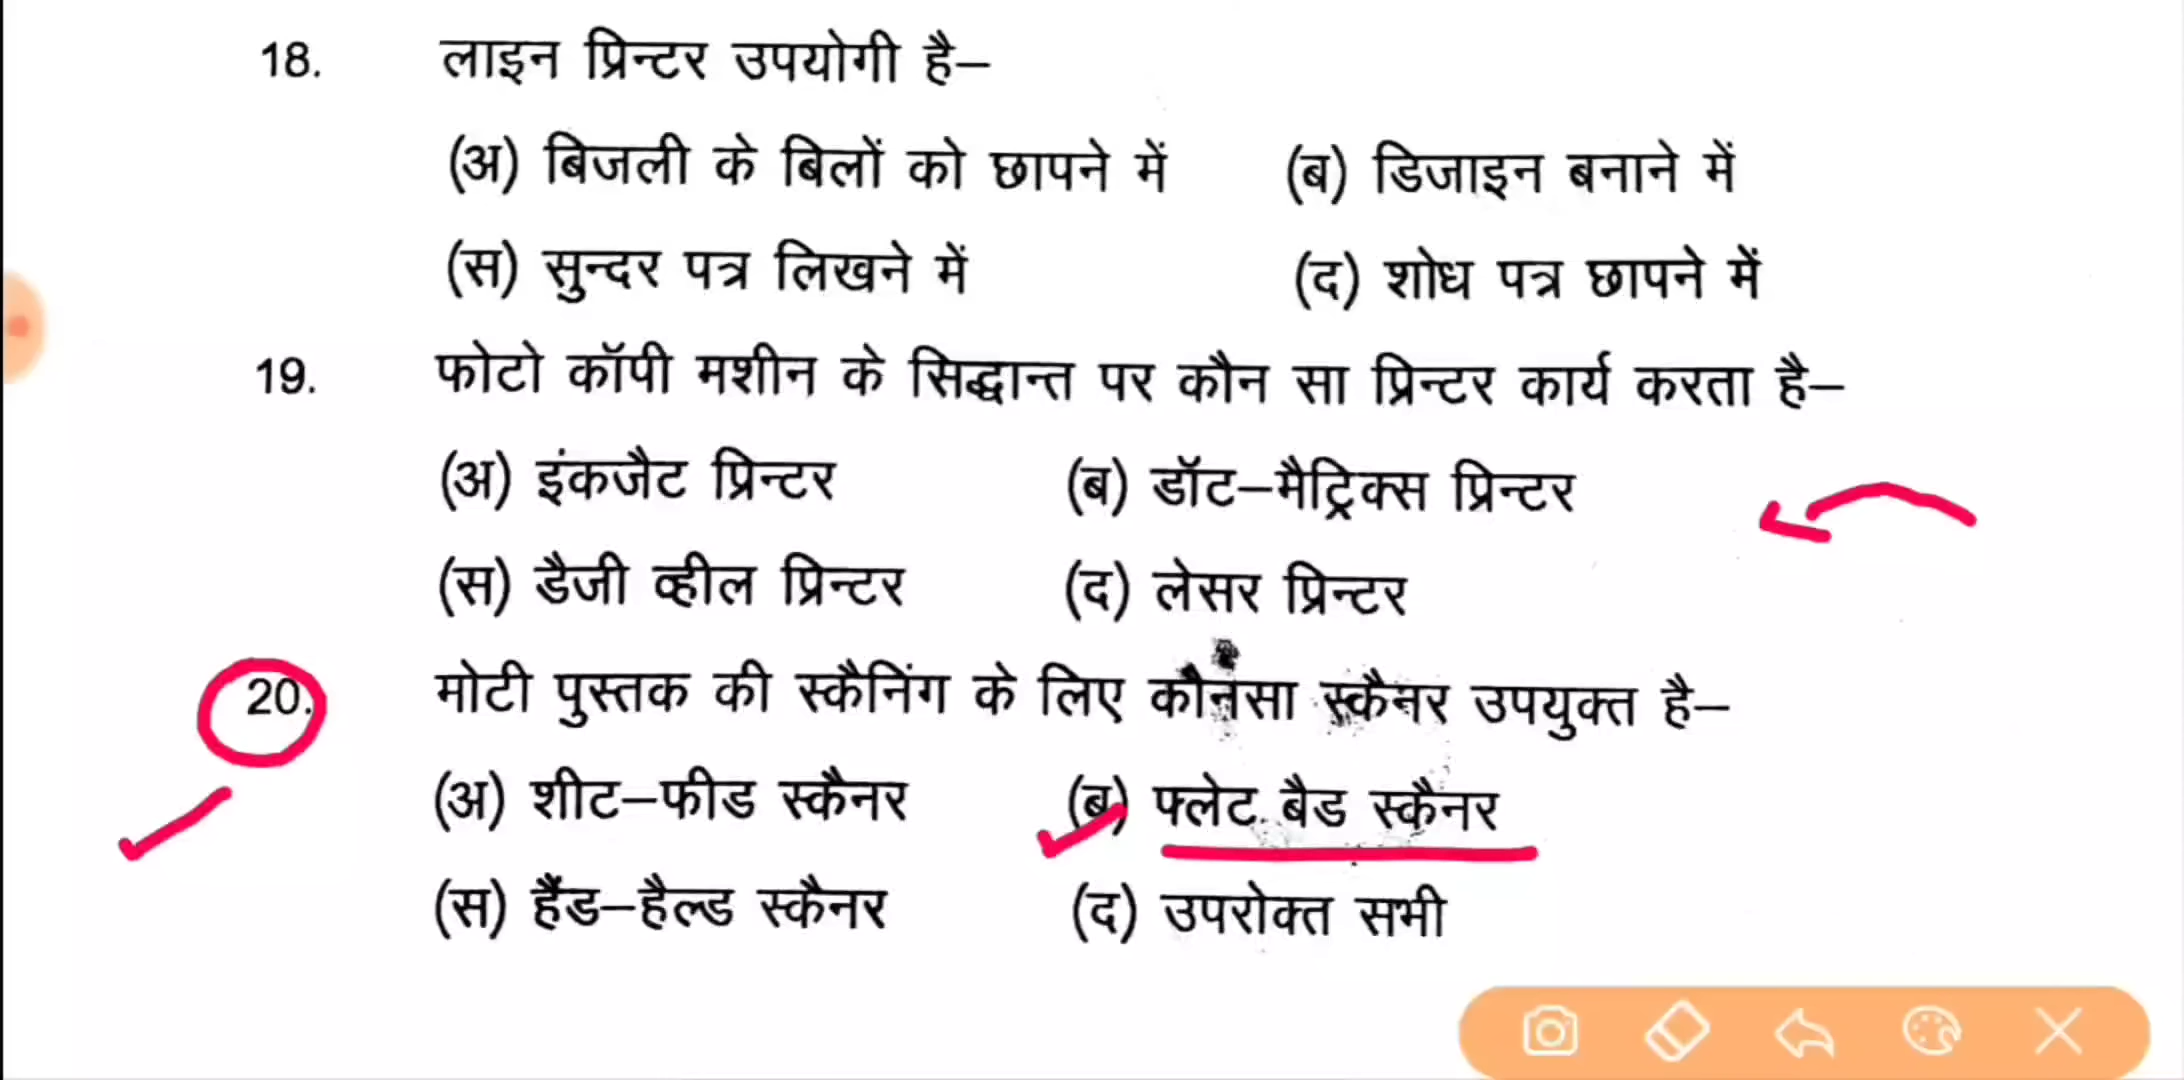 18. लाइन प्रिन्टर उपयोगी है–
(अ) बिजली के बिलों को छापने में (ब) डिजाइन बनाने में
(स) सुन्दर पत्र लिखने में (द) शोध पत्र छापने में
19. फोटो कॉपी मशीन के सिद्धान्त पर कौन सा प्रिन्टर कार्य करता है–
(अ) इंकजैट प्रिन्टर (ब) डॉट–मैट्रिक्स प्रिन्टर
(स) डैजी व्हील प्रिन्टर (द) लेसर प्रिन्टर
20. मोटी पुस्तक की स्कैनिंग के लिए कौनसा स्कैनर उपयुक्त है–
(अ) शीट–फीड स्कैनर (ब) फ्लेट बैड स्कैनर
(स) हैंड–हैल्ड स्कैनर (द) उपरोक्त सभी